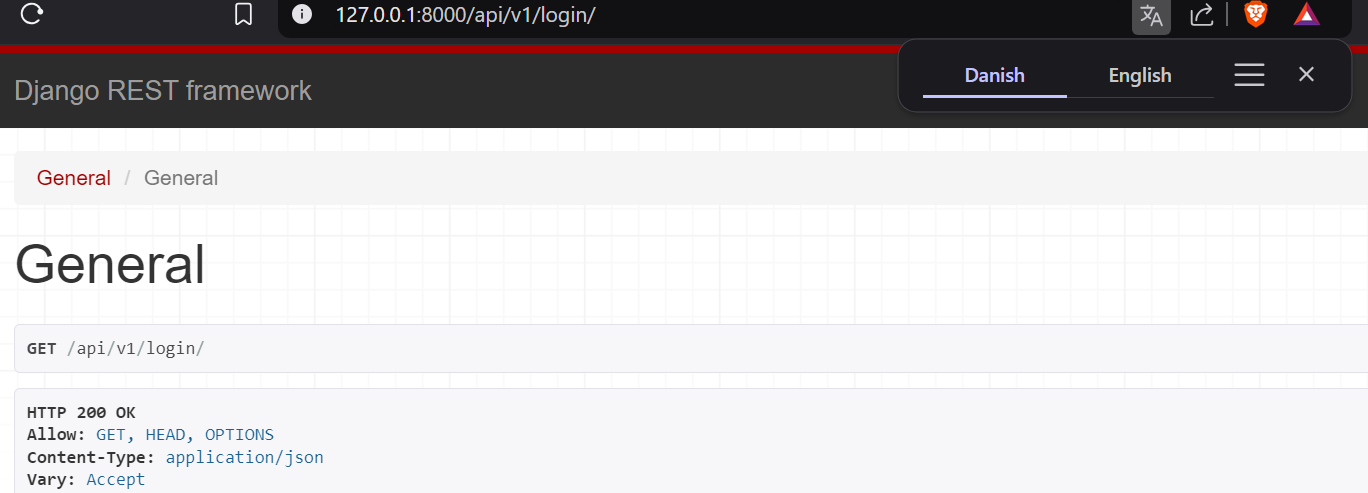 127.0.0.1:8000/api/v1/login/
Django REST framework
Danish English
General / General
General
GET /api/v1/login/
HTTP 200 OK
Allow: GET, HEAD, OPTIONS
Content-Type: application/json
Vary: Accept